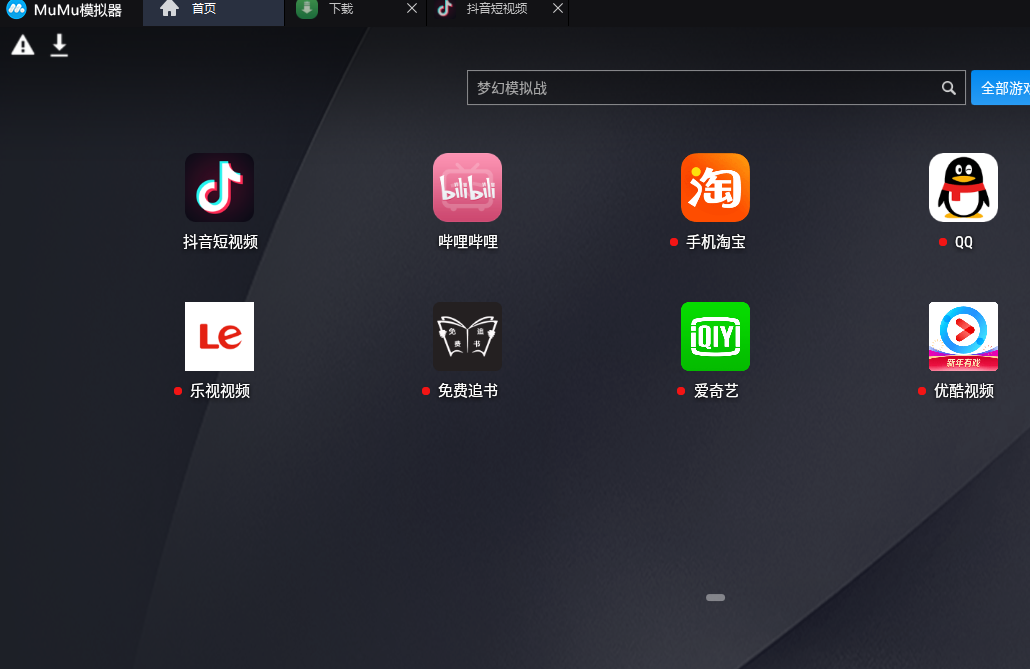 MuMu模拟器
首页
下载
抖音短视频
梦幻模拟战
全部游戏
bilibili
淘
抖音短视频
哔哩哔哩
手机淘宝
QQ
Le
免费追书
iQIYI
新年有戏
乐视视频
免费追书
爱奇艺
优酷视频